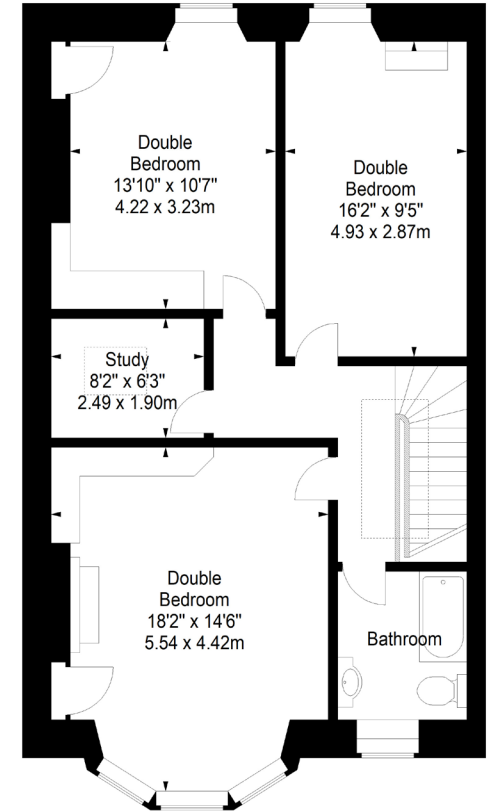 Double
Bedroom
13'10" x 10'7"
4.22 x 3.23m
Double
Bedroom
16'2" x 9'5"
4.93 x 2.87m
Study
8'2" x 6'3"
2.49 x 1.90m
Double
Bedroom
18'2" x 14'6"
5.54 x 4.42m
Bathroom